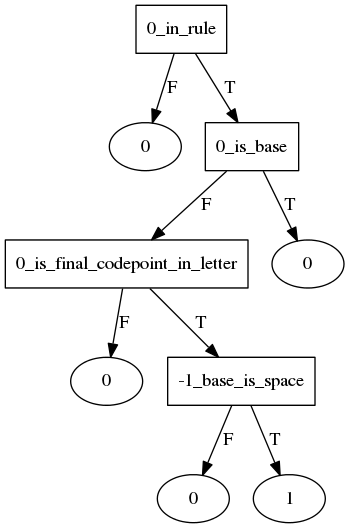 0_in_rule
F
T
0
0_is_base
F
T
0_is_final_codepoint_in_letter
0
F
T
0
-1_base_is_space
F
T
0
1